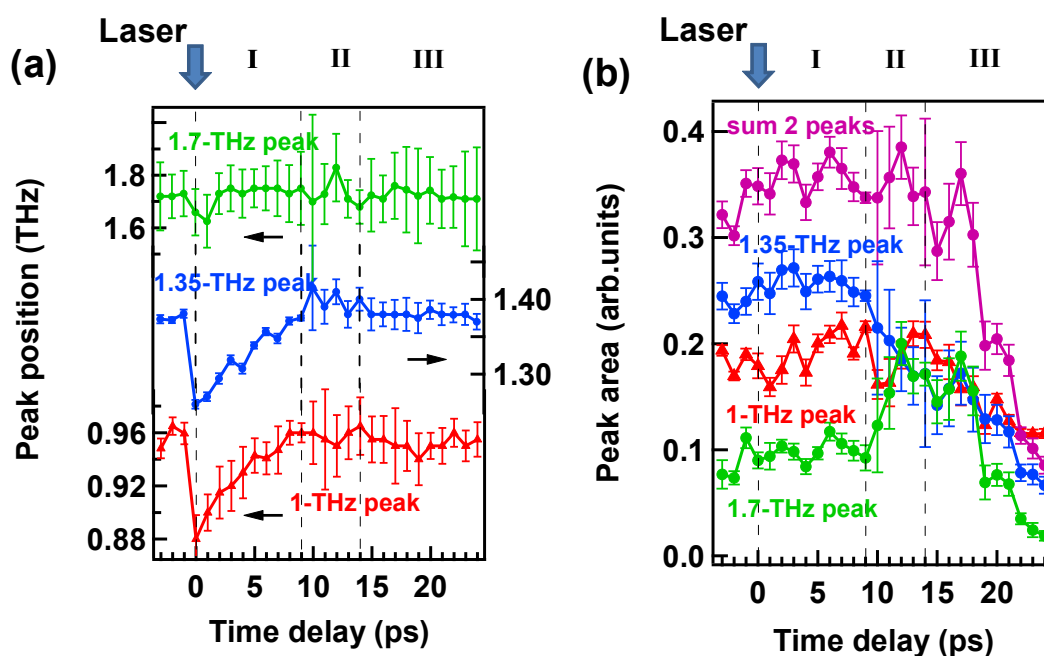 Laser
(a)
I
II
III
1.7-THz peak
1.8
1.6
1.35-THz peak
1.40
1.30
0.96
0.92
0.88
1-THz peak
Peak position (THz)
0
5
10
15
20
Time delay (ps)
Laser
(b)
I
II
III
sum 2 peaks
0.4
0.3
0.2
0.1
0.0
1.35-THz peak
1-THz peak
1.7-THz peak
Peak area (arb.units)
0
5
10
15
20
Time delay (ps)